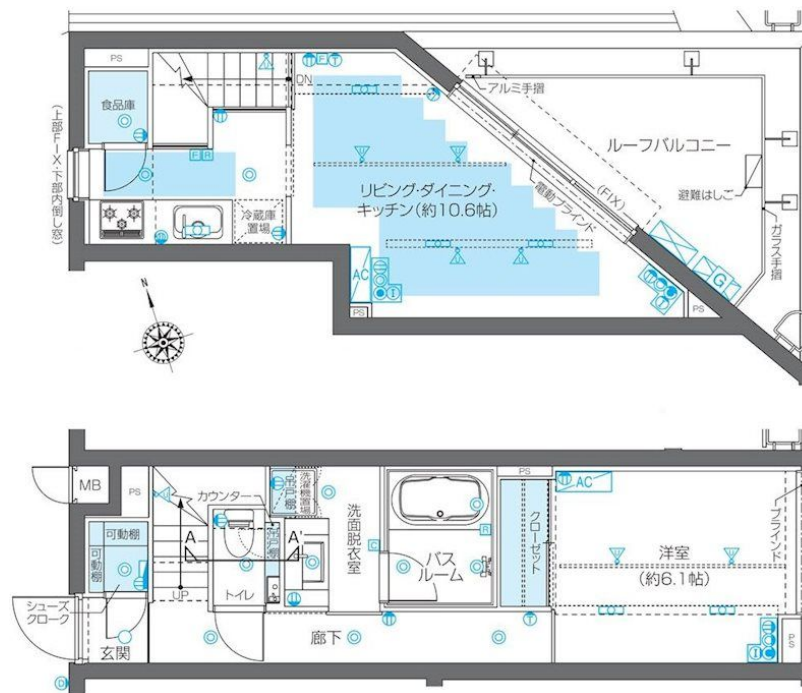 PS
食品庫
(上部FIX・下部内倒し窓)
DN
F
T
F
R
冷蔵庫
置場
リビング・ダイニング・
キッチン(約10.6帖)
AC
I
PS
N
アルミ手摺
ルーフバルコニー
電動ブラインド
(FIX)
避難はしご
ガラス手摺
G
T
PS
MB
PS
可動棚
可動棚
シューズ
クローク
玄関
D
UP
カウンター
A
A'
トイレ
吊戸棚
吊戸棚
洗濯機置場
洗面脱衣室
C
バス
ルーム
R
廊下
PS
クローゼット
T
AC
洋室
(約6.1帖)
ブラインド
I
PS